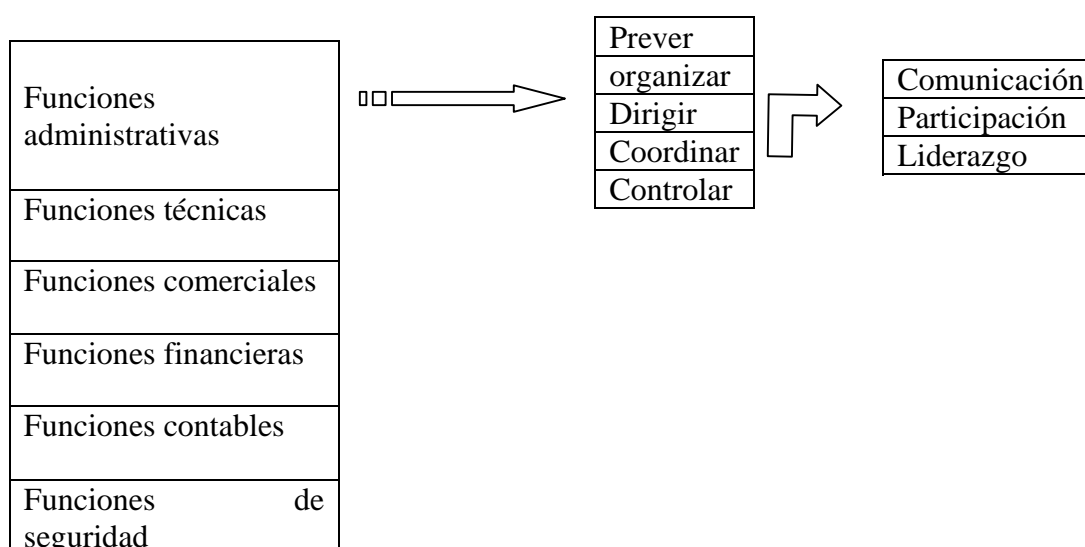 Funciones
administrativas
Funciones técnicas
Funciones comerciales
Funciones financieras
Funciones contables
Funciones de
seguridad
Prever
organizar
Dirigir
Coordinar
Controlar
Comunicación
Participación
Liderazgo